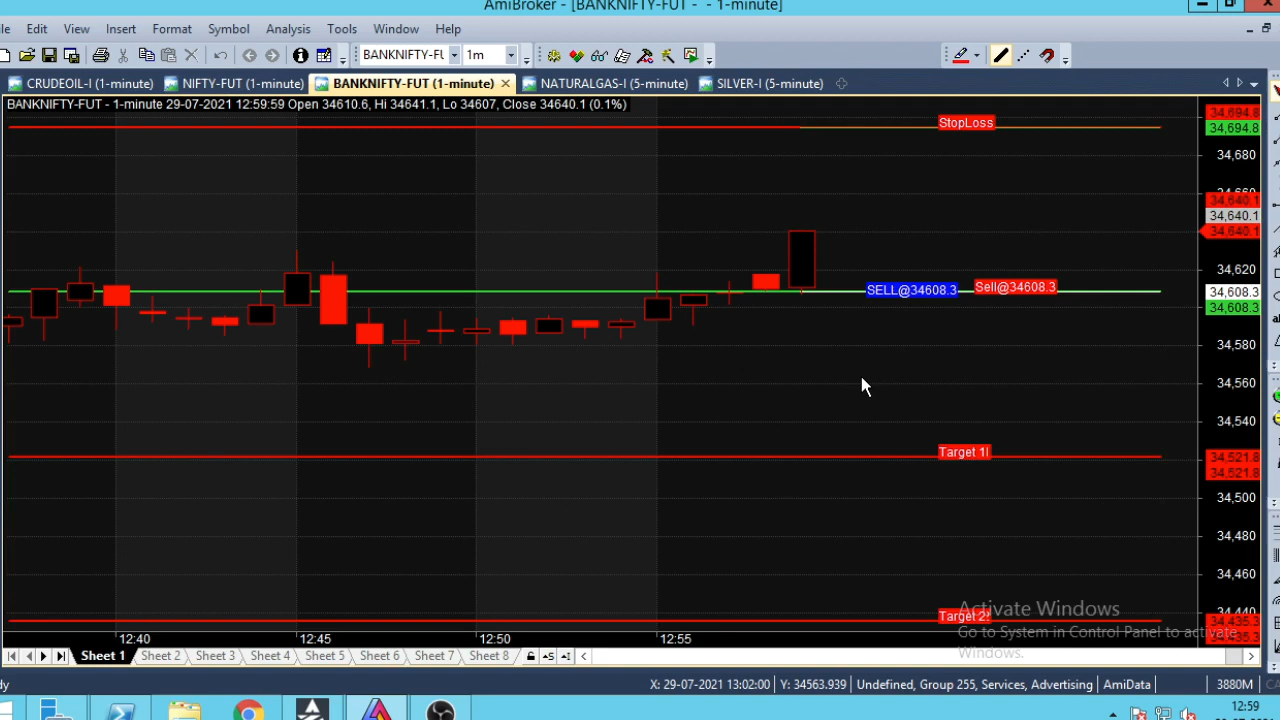 AmiBroker - [BANKNIFTY-FUT - - 1-minute]
Edit View Insert Format Symbol Analysis Tools Window Help
BANKNIFTY-FU 1m
CRUDEOIL-I (1-minute) NIFTY-FUT (1-minute) BANKNIFTY-FUT (1-minute) NATURALGAS-I (5-minute) SILVER-I (5-minute)
BANKNIFTY-FUT - 1-minute 29-07-2021 12:59:59 Open 34610.6, Hi 34641.1, Lo 34607, Close 34640.1 (0.1%)
34,694.8
StopLoss
34,694.8
34,680
34,660
34,640.1
34,640.1
34,640.1
34,620
SELL@34608.3 Sell@34608.3
34,608.3
34,608.3
34,580
34,560
34,540
Target 1
34,521.8
34,521.8
34,500
34,480
34,460
34,440
Target 2
34,435.3
34,435.3
Activate Windows
Go to System in Control Panel to activate
Windows.
12:40 12:45 12:50 12:55
Sheet 1 Sheet 2 Sheet 3 Sheet 4 Sheet 5 Sheet 6 Sheet 7 Sheet 8
X: 29-07-2021 13:02:00 Y: 34563.939 Undefined, Group 255, Services, Advertising AmiData 3880M
12:59